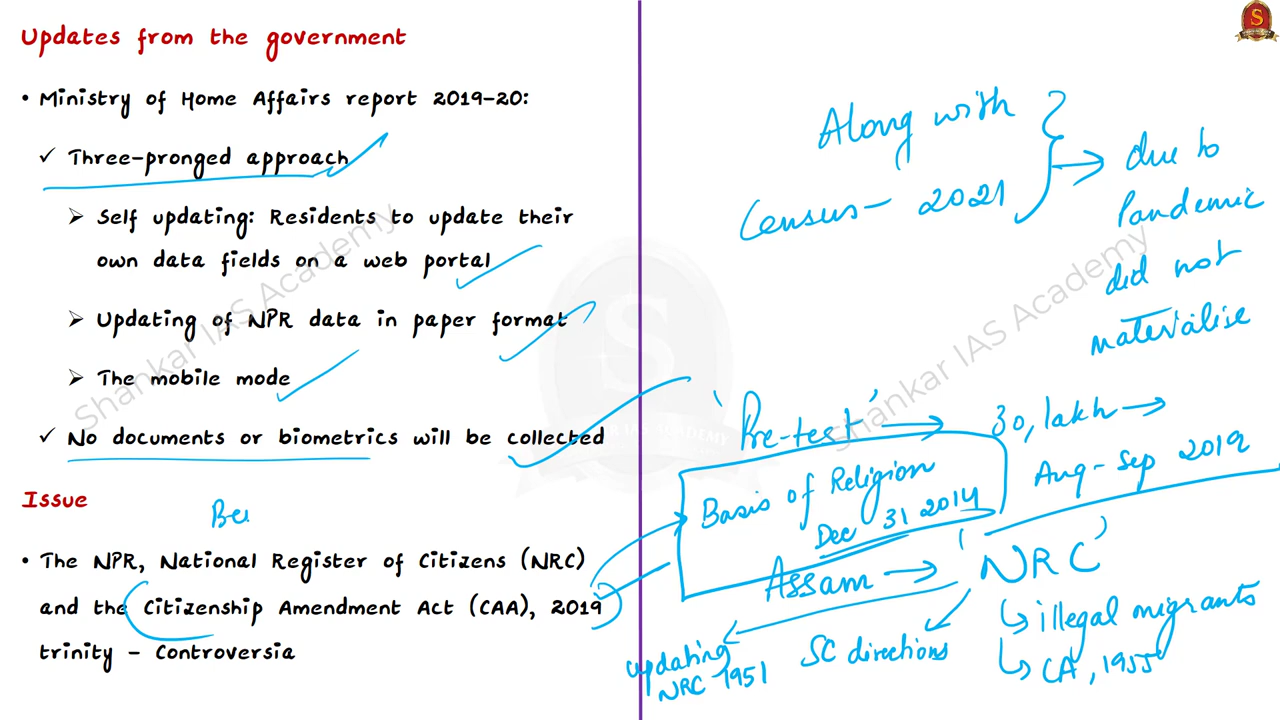 Updates from the government
• Ministry of Home Affairs report 2019-20:
✓ Three-pronged approach
➢ Self updating: Residents to update their
own data fields on a web portal
➢ Updating of NPR data in paper format
➢ The mobile mode
✓ No documents or biometrics will be collected
Issue
Bec
• The NPR, National Register of Citizens (NRC)
and the Citizenship Amendment Act (CAA), 2019
trinity - Controversia
Along with
Census - 2021
due to
Pandemic
did not
materialise
'Pre-test' → 30, lakh →
Aug - Sep 2019
Basis of Religion
Dec 31 2014
Assam → 'NRC'
illegal migrants
CA, 1955
SC directions
updating
NRC 1951
Shankar IAS Academy
Shankar IAS Academy
S
S